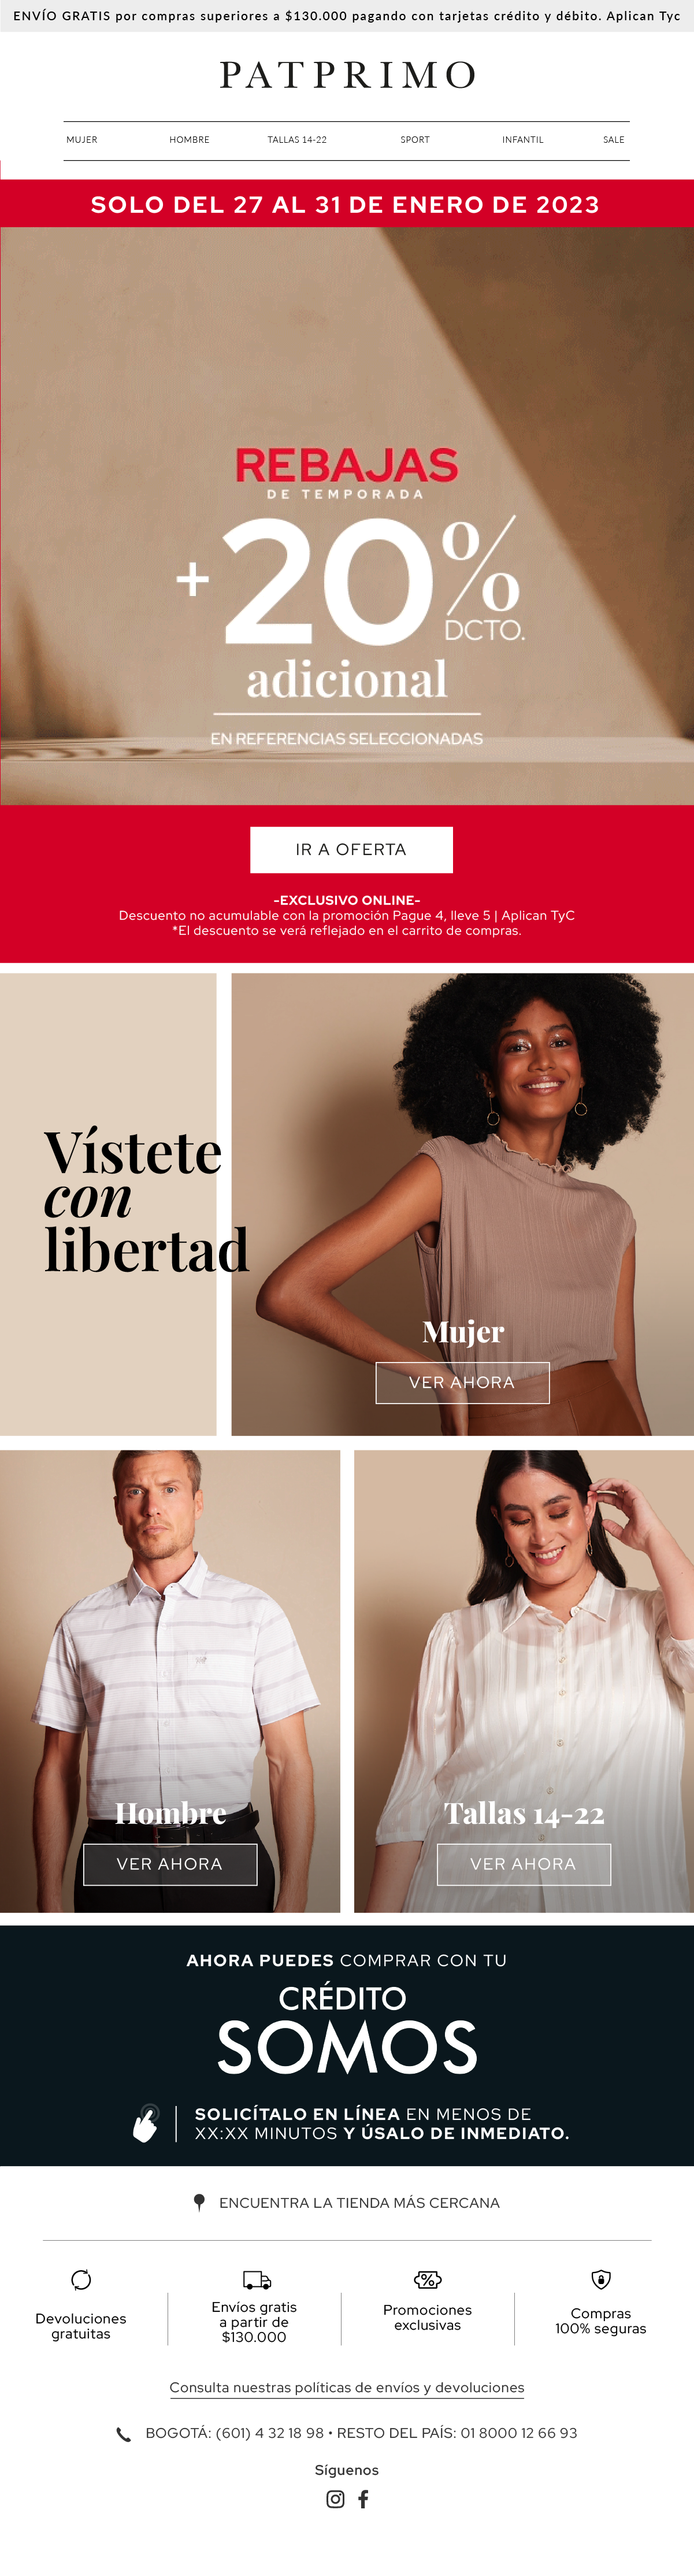 ENVÍO GRATIS por compras superiores a $130.000 pagando con tarjetas crédito y débito. Aplican Tyc
PATPRIMO
MUJER HOMBRE TALLAS 14-22 SPORT INFANTIL SALE
SOLO DEL 27 AL 31 DE ENERO DE 2023
REBAJAS
DE TEMPORADA
+20%
DCTO.
adicional
EN REFERENCIAS SELECCIONADAS
IR A OFERTA
-EXCLUSIVO ONLINE-
Descuento no acumulable con la promoción Pague 4, lleve 5 | Aplican TyC
*El descuento se verá reflejado en el carrito de compras.
Vístete
con
libertad
Mujer
VER AHORA
Hombre
VER AHORA
Tallas 14-22
VER AHORA
AHORA PUEDES COMPRAR CON TU
CRÉDITO
SOMOS
SOLICÍTALO EN LÍNEA EN MENOS DE
XX:XX MINUTOS Y ÚSALO DE INMEDIATO.
ENCUENTRA LA TIENDA MÁS CERCANA
Devoluciones
gratuitas
Envíos gratis
a partir de
$130.000
Promociones
exclusivas
Compras
100% seguras
Consulta nuestras políticas de envíos y devoluciones
BOGOTÁ: (601) 4 32 18 98 • RESTO DEL PAÍS: 01 8000 12 66 93
Síguenos